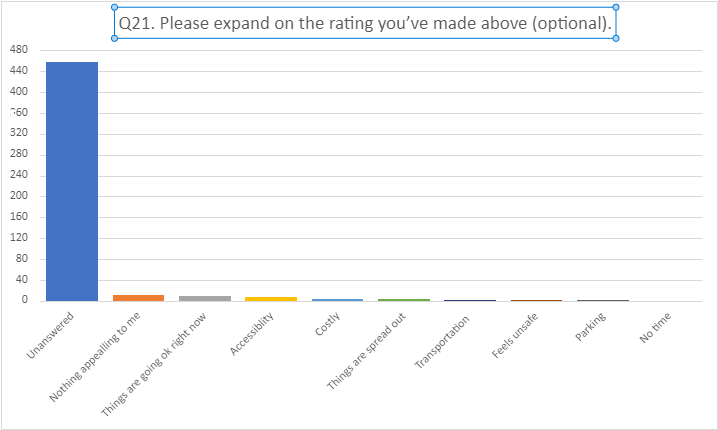 Q21. Please expand on the rating you’ve made above (optional).
480
440
400
360
320
280
240
200
160
120
80
40
0
Unanswered
Nothing appealling to me
Things are going ok right now
Accessiblity
Costly
Things are spread out
Transportation
Feels unsafe
Parking
No time